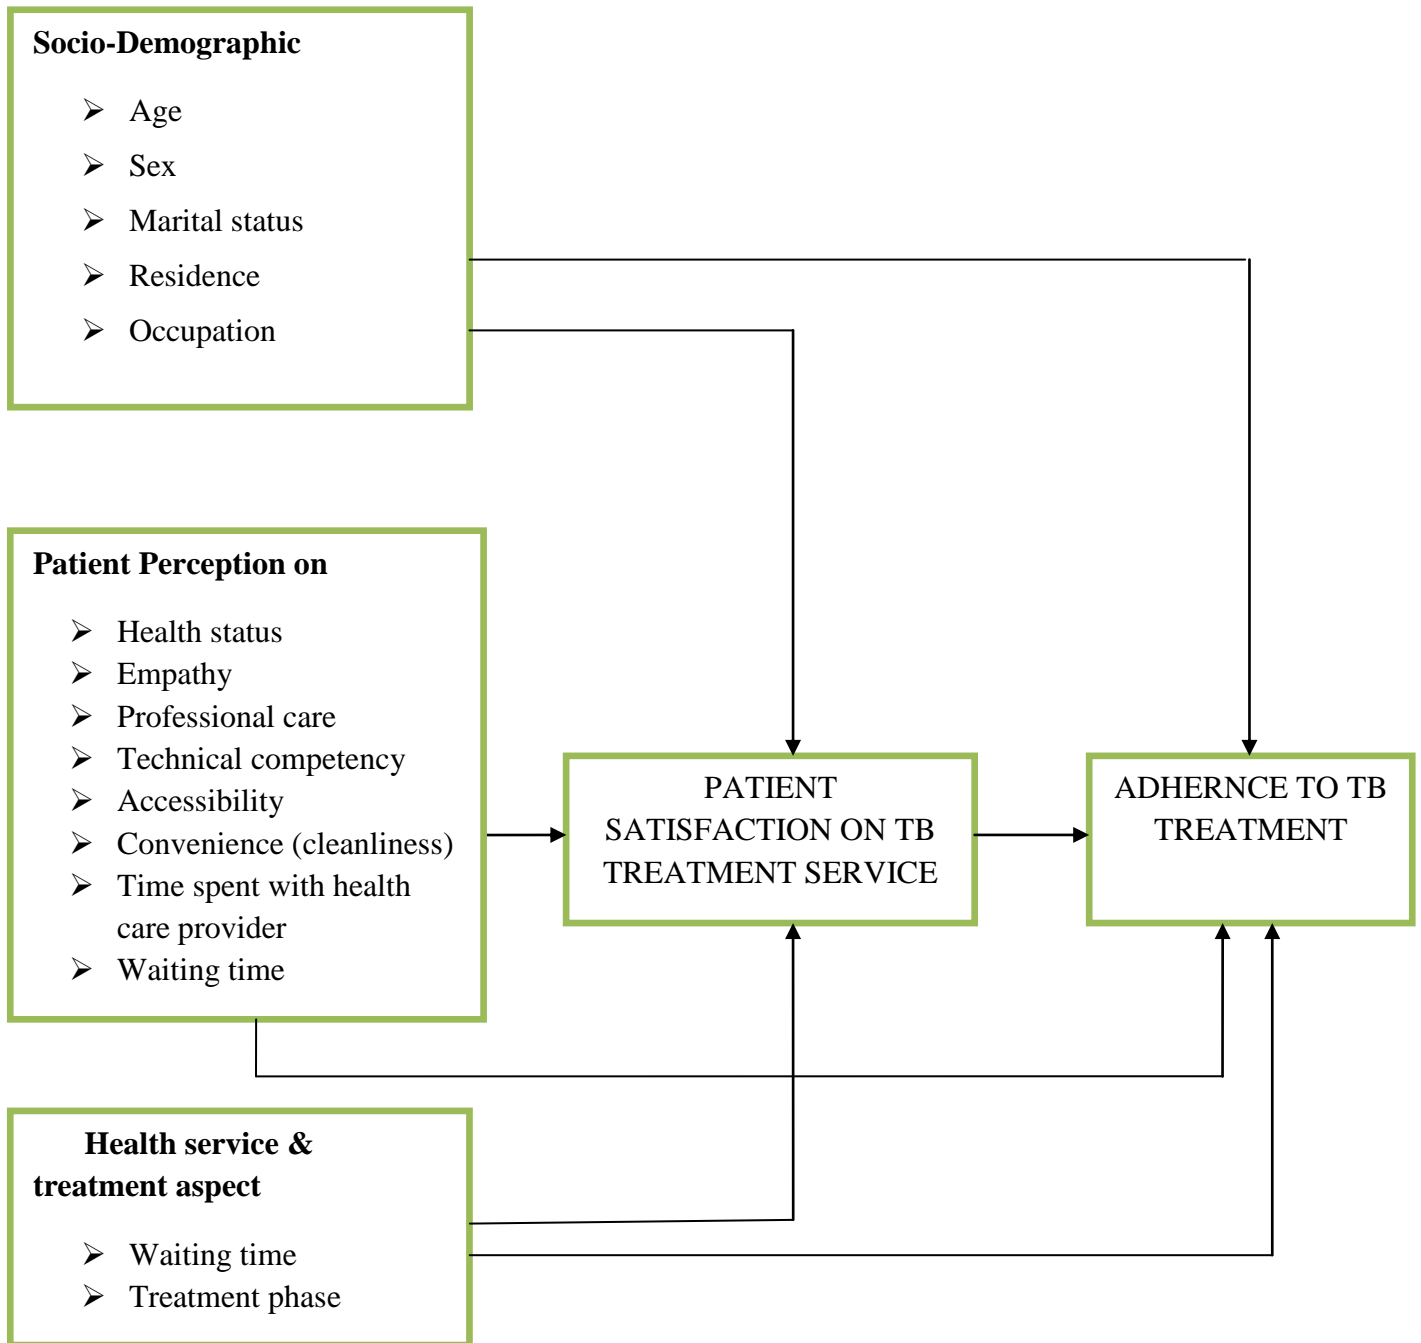 Socio-Demographic
➢ Age
➢ Sex
➢ Marital status
➢ Residence
➢ Occupation
Patient Perception on
➢ Health status
➢ Empathy
➢ Professional care
➢ Technical competency
➢ Accessibility
➢ Convenience (cleanliness)
➢ Time spent with health
care provider
➢ Waiting time
PATIENT
SATISFACTION ON TB
TREATMENT SERVICE
ADHERNCE TO TB
TREATMENT
Health service &
treatment aspect
➢ Waiting time
➢ Treatment phase